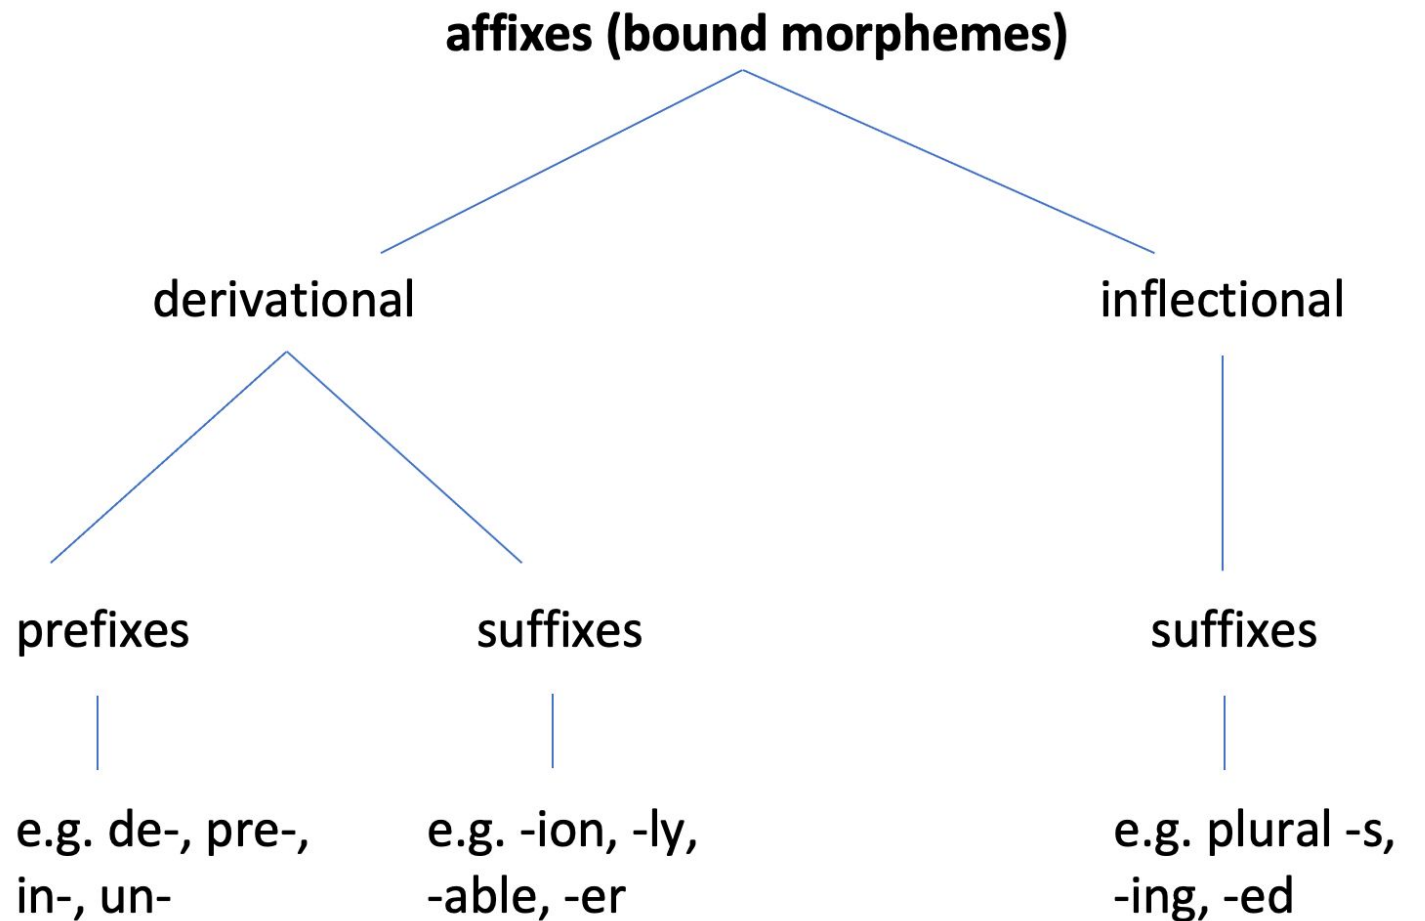 affixes (bound morphemes)
derivational
inflectional
prefixes
suffixes
suffixes
e.g. de-, pre-,
in-, un-
e.g. -ion, -ly,
-able, -er
e.g. plural -s,
-ing, -ed